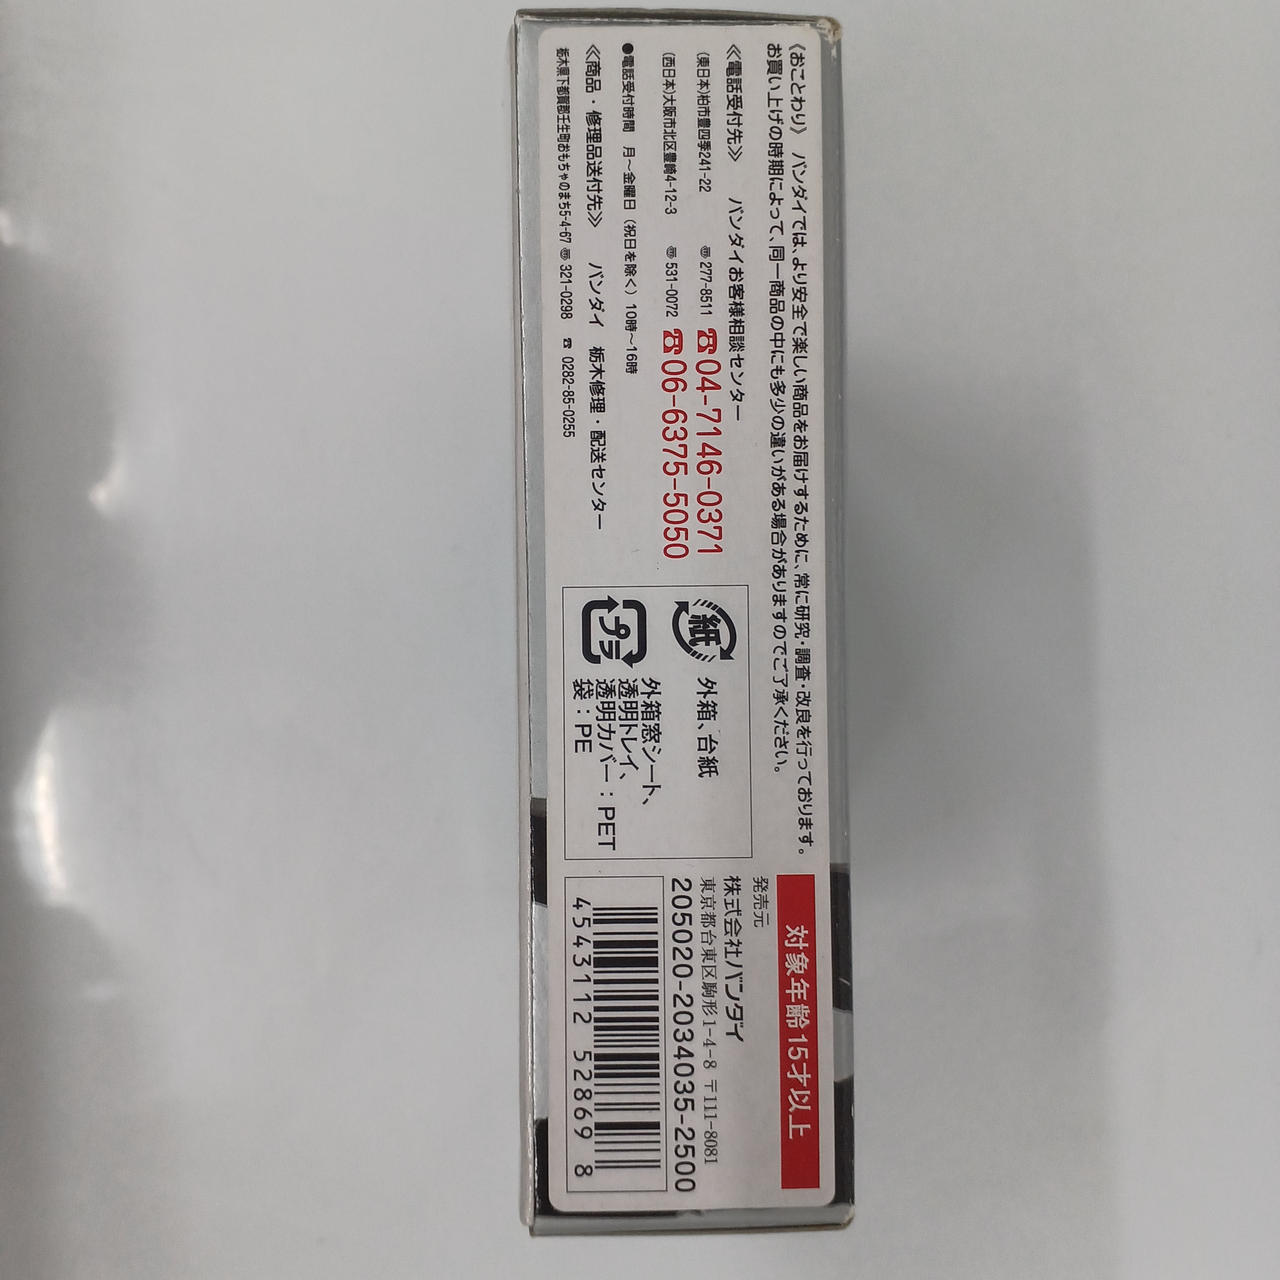 《おことわり》 バンダイでは、より安全で楽しい商品をお届けするために、常に研究・調査・改良を行っております。
お買い上げの時期によって、同一商品の中にも多少の違いがある場合がありますのでご了承ください。
《電話受付先》 バンダイお客様相談センター
(東日本)柏市豊四季241-22 〠 277-8511 ☎04-7146-0371
(西日本)大阪市北区豊崎4-12-3 〠 531-0072 ☎06-6375-5050
●電話受付時間 月〜金曜日(祝日を除く)10時〜16時
《商品・修理品送付先》 バンダイ 栃木修理・配送センター
栃木県下都賀郡壬生町おもちゃのまち5-4-67 〠 321-0298 ☎ 0282-85-0255
紙
外箱、台紙
プラ
外箱窓シート、
透明トレイ、
透明カバー:PET
袋:PE
対象年齢15才以上
発売元
株式会社バンダイ
東京都台東区駒形1-4-8 〒111-8081
205020-2034035-2500
4543112 528698